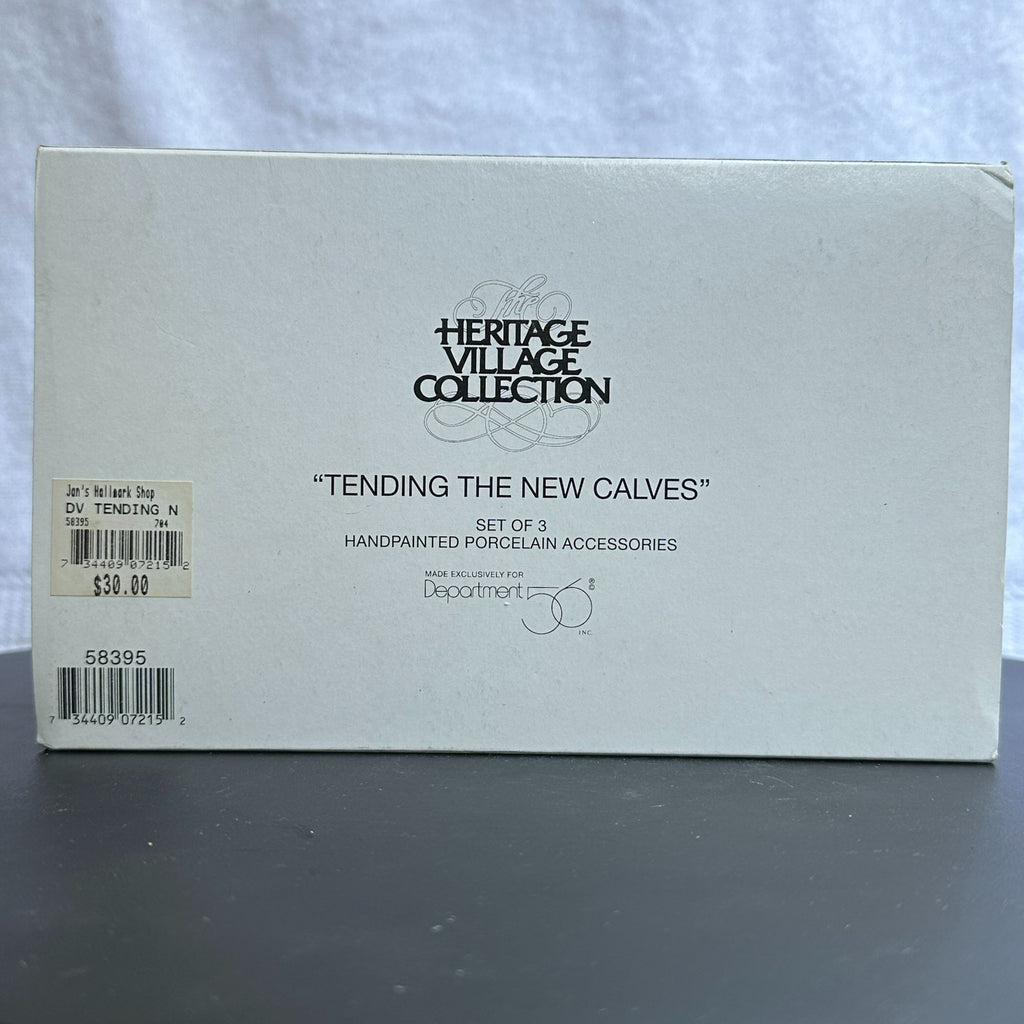 The
HERITAGE
VILLAGE
COLLECTION®
“TENDING THE NEW CALVES”
SET OF 3
HANDPAINTED PORCELAIN ACCESSORIES
MADE EXCLUSIVELY FOR
Department 56 ®
INC.
Jan's Hallmark Shop
DV TENDING N
58395 704
7 34409 07215 2
$30.00
58395
7 34409 07215 2